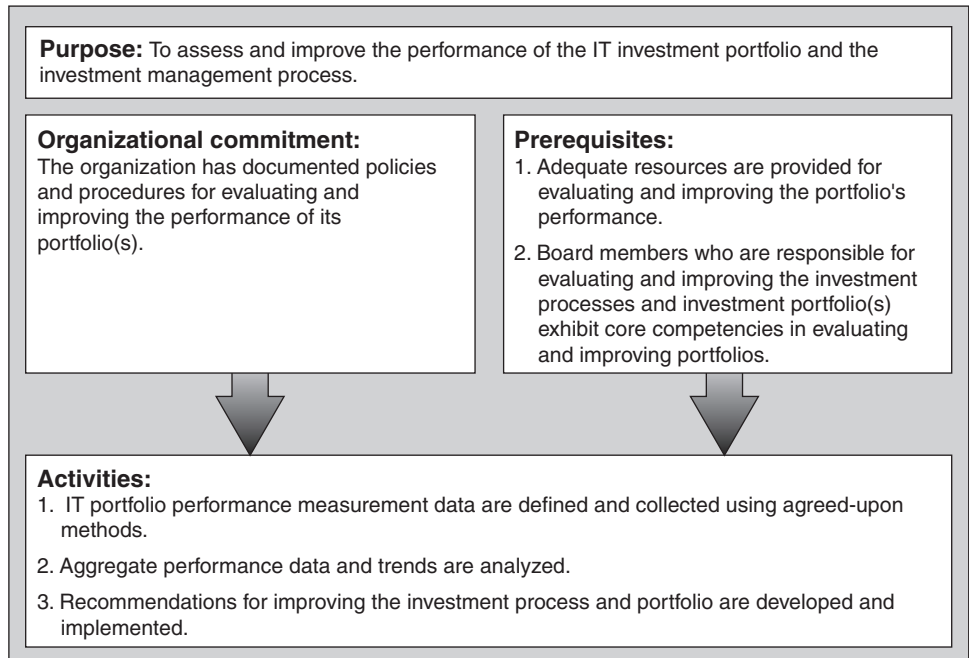 Purpose: To assess and improve the performance of the IT investment portfolio and the
investment management process.
Organizational commitment:
The organization has documented policies
and procedures for evaluating and
improving the performance of its
portfolio(s).
Prerequisites:
1. Adequate resources are provided for
evaluating and improving the portfolio's
performance.
2. Board members who are responsible for
evaluating and improving the investment
processes and investment portfolio(s)
exhibit core competencies in evaluating
and improving portfolios.
Activities:
1. IT portfolio performance measurement data are defined and collected using agreed-upon
methods.
2. Aggregate performance data and trends are analyzed.
3. Recommendations for improving the investment process and portfolio are developed and
implemented.